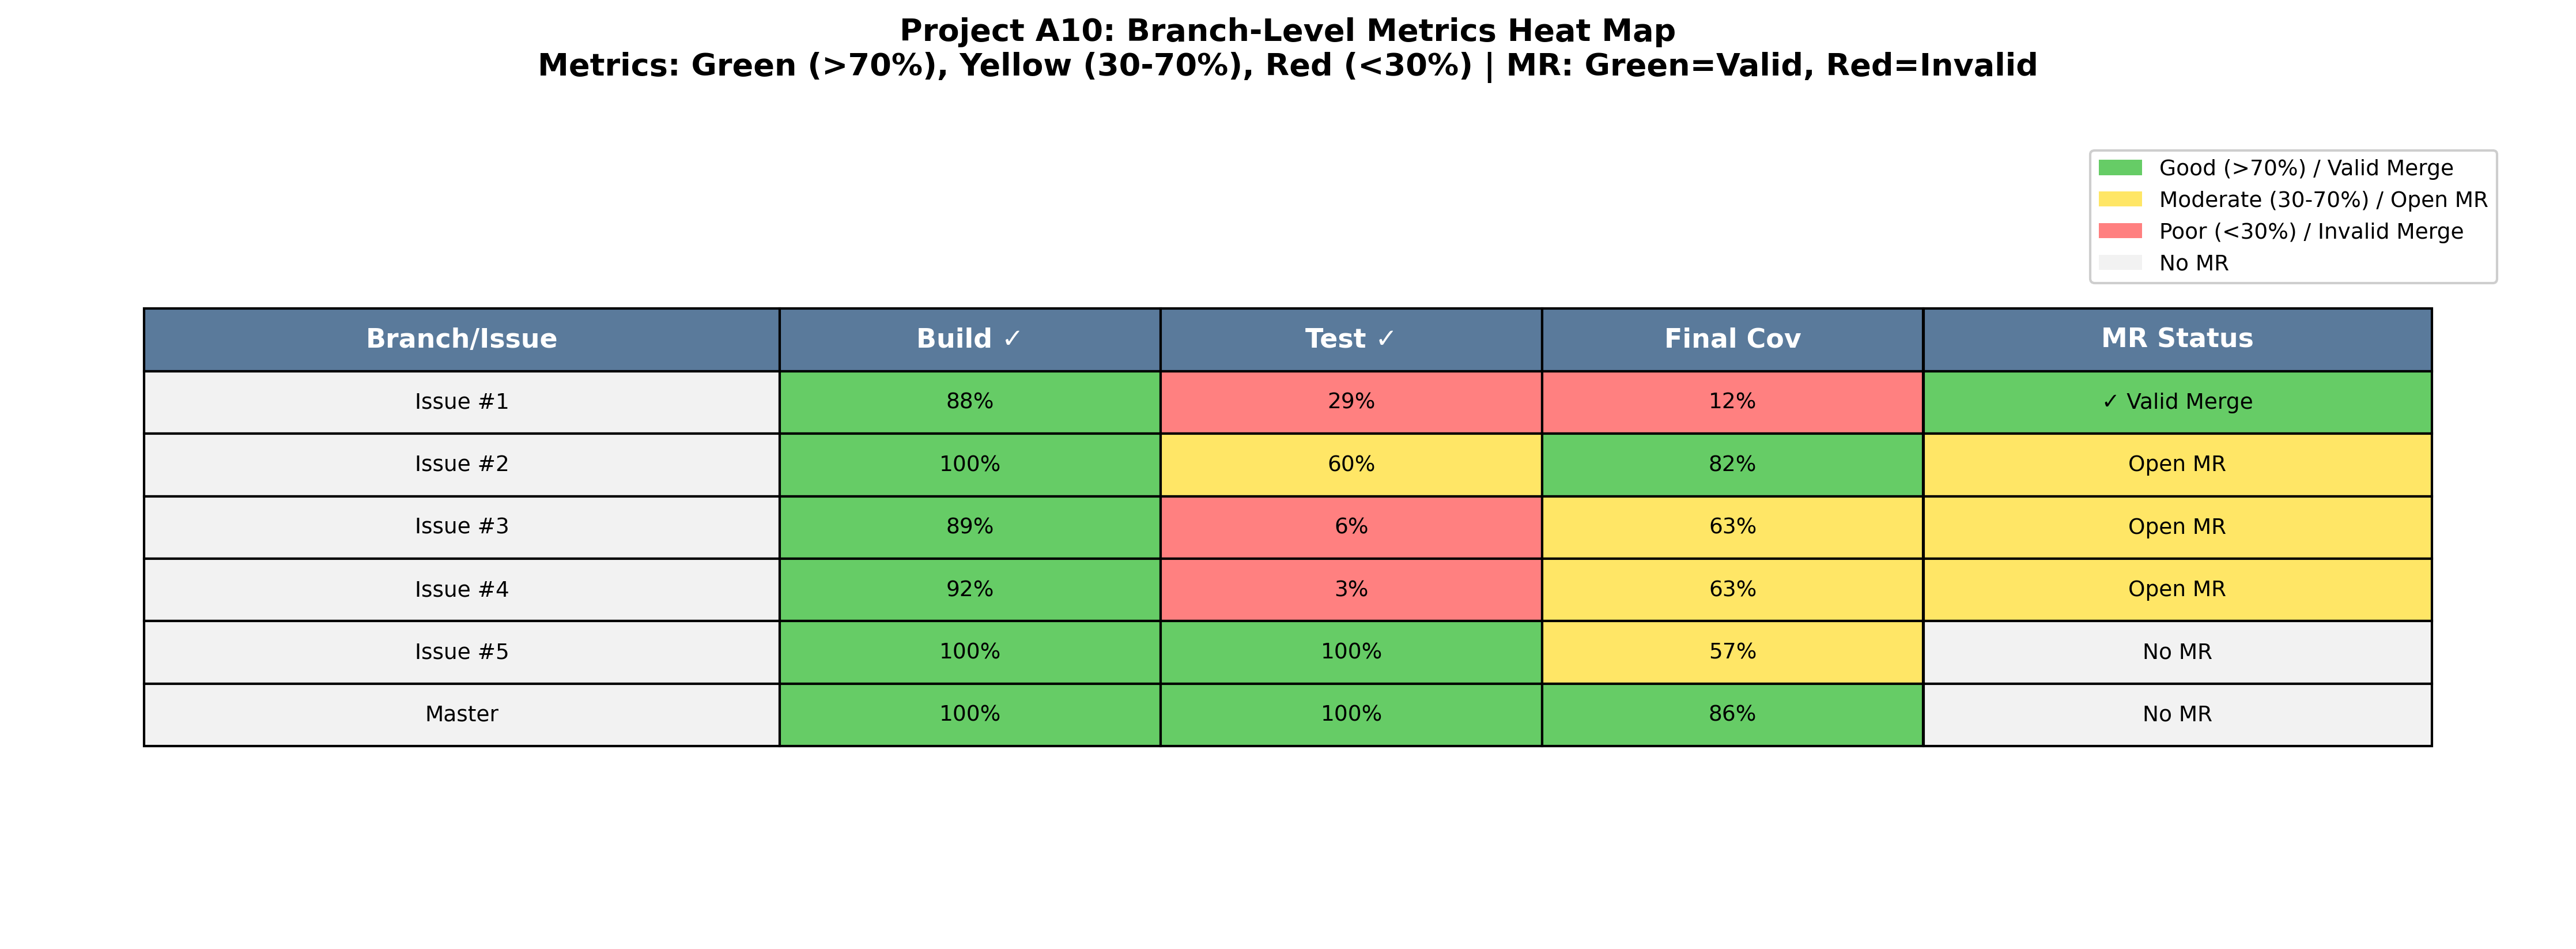 Project A10: Branch-Level Metrics Heat Map
Metrics: Green (>70%), Yellow (30-70%), Red (<30%) | MR: Green=Valid, Red=Invalid
Good (>70%) / Valid Merge
Moderate (30-70%) / Open MR
Poor (<30%) / Invalid Merge
No MR
Branch/Issue Build ✓ Test ✓ Final Cov MR Status
Issue #1 88% 29% 12% ✓ Valid Merge
Issue #2 100% 60% 82% Open MR
Issue #3 89% 6% 63% Open MR
Issue #4 92% 3% 63% Open MR
Issue #5 100% 100% 57% No MR
Master 100% 100% 86% No MR